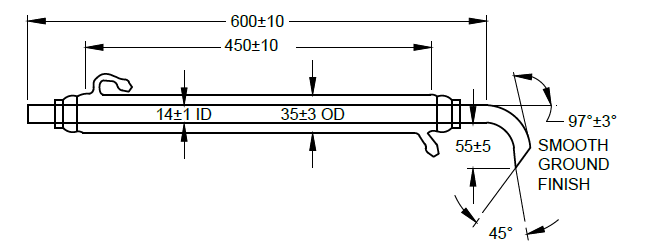 600±10
450±10
14±1 ID
35±3 OD
97°±3°
55±5
SMOOTH
GROUND
FINISH
45°